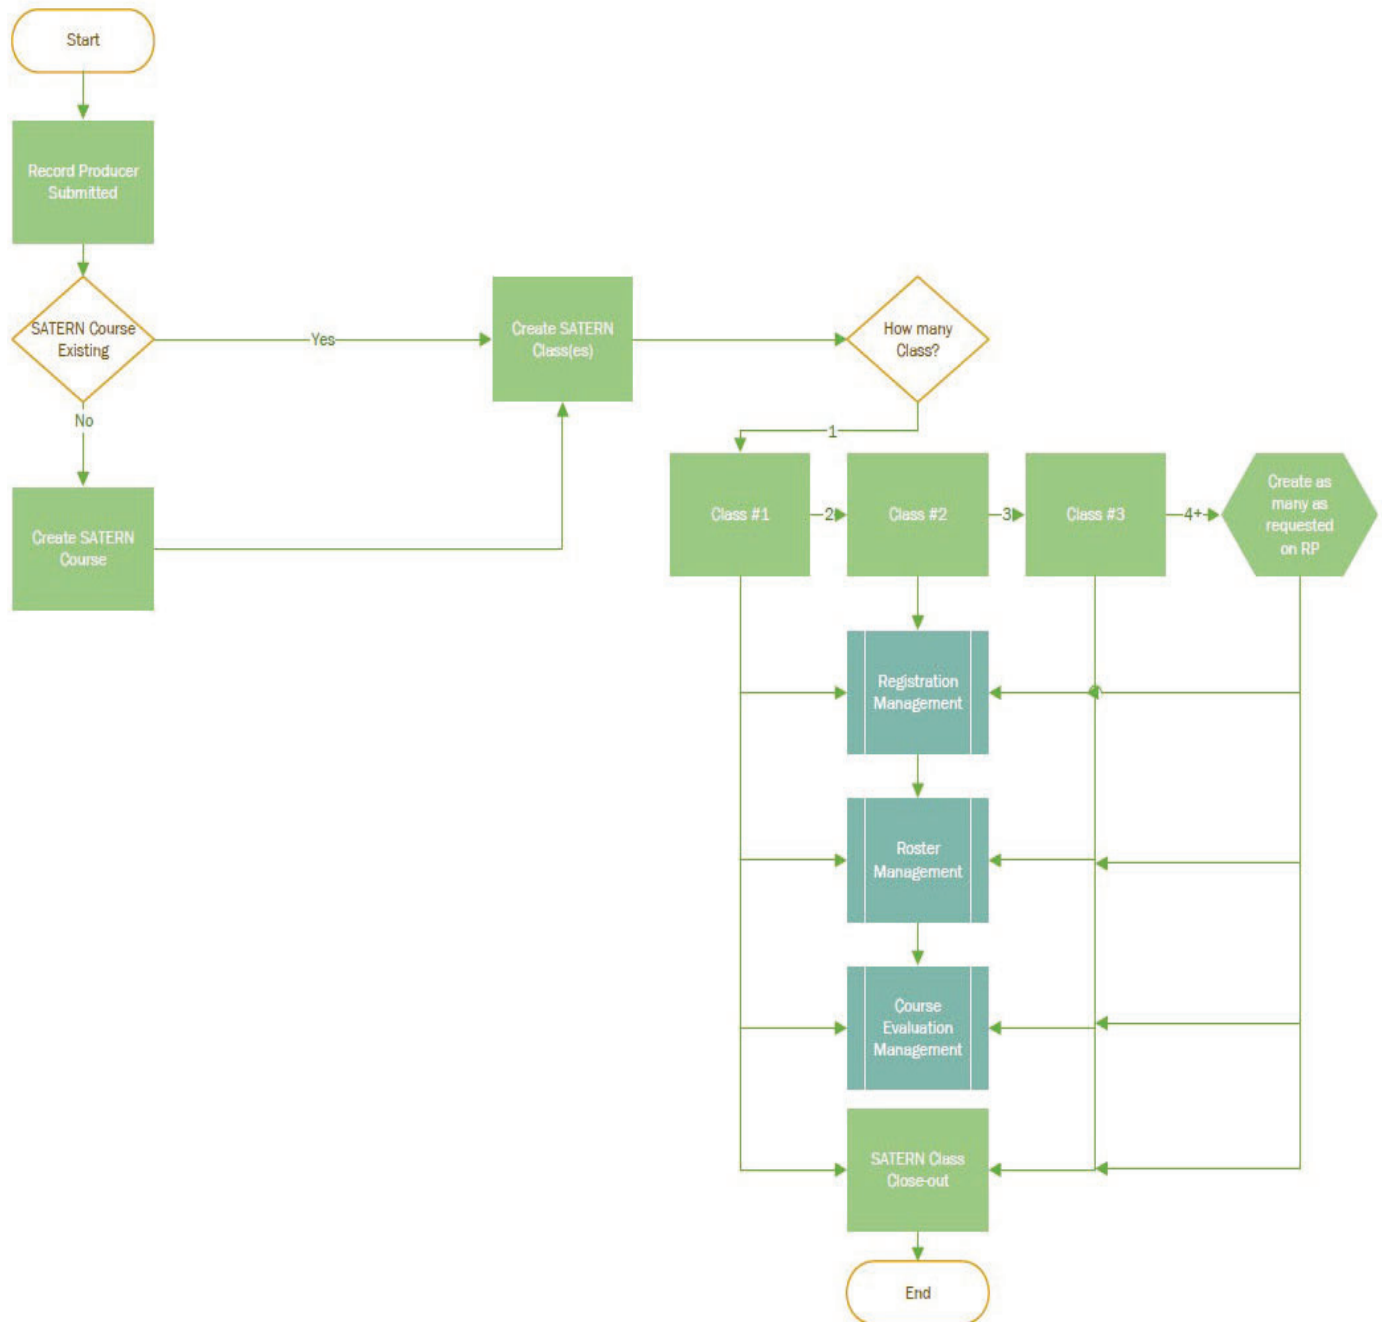 Start
Record Producer
Submitted
SATERN Course
Existing
Yes
No
Create SATERN
Course
Create SATERN
Class(es)
How many
Class?
1
Class #1
2
Class #2
3
Class #3
4+
Create as
many as
requested
on RP
Registration
Management
Roster
Management
Course
Evaluation
Management
SATERN Class
Close-out
End